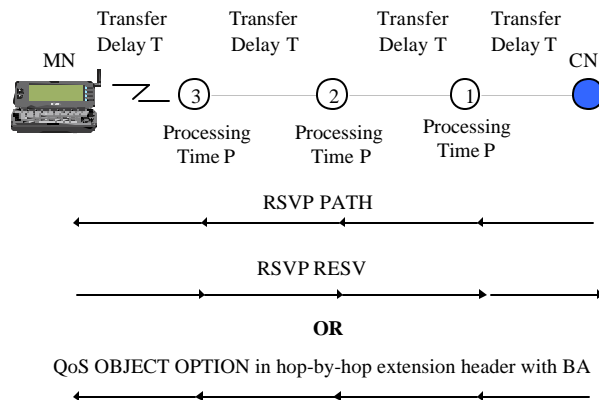 Transfer Delay T
Transfer Delay T
Transfer Delay T
Transfer Delay T
MN
CN
3
2
1
Processing Time P
Processing Time P
Processing Time P
RSVP PATH
RSVP RESV
OR
QoS OBJECT OPTION in hop-by-hop extension header with BA